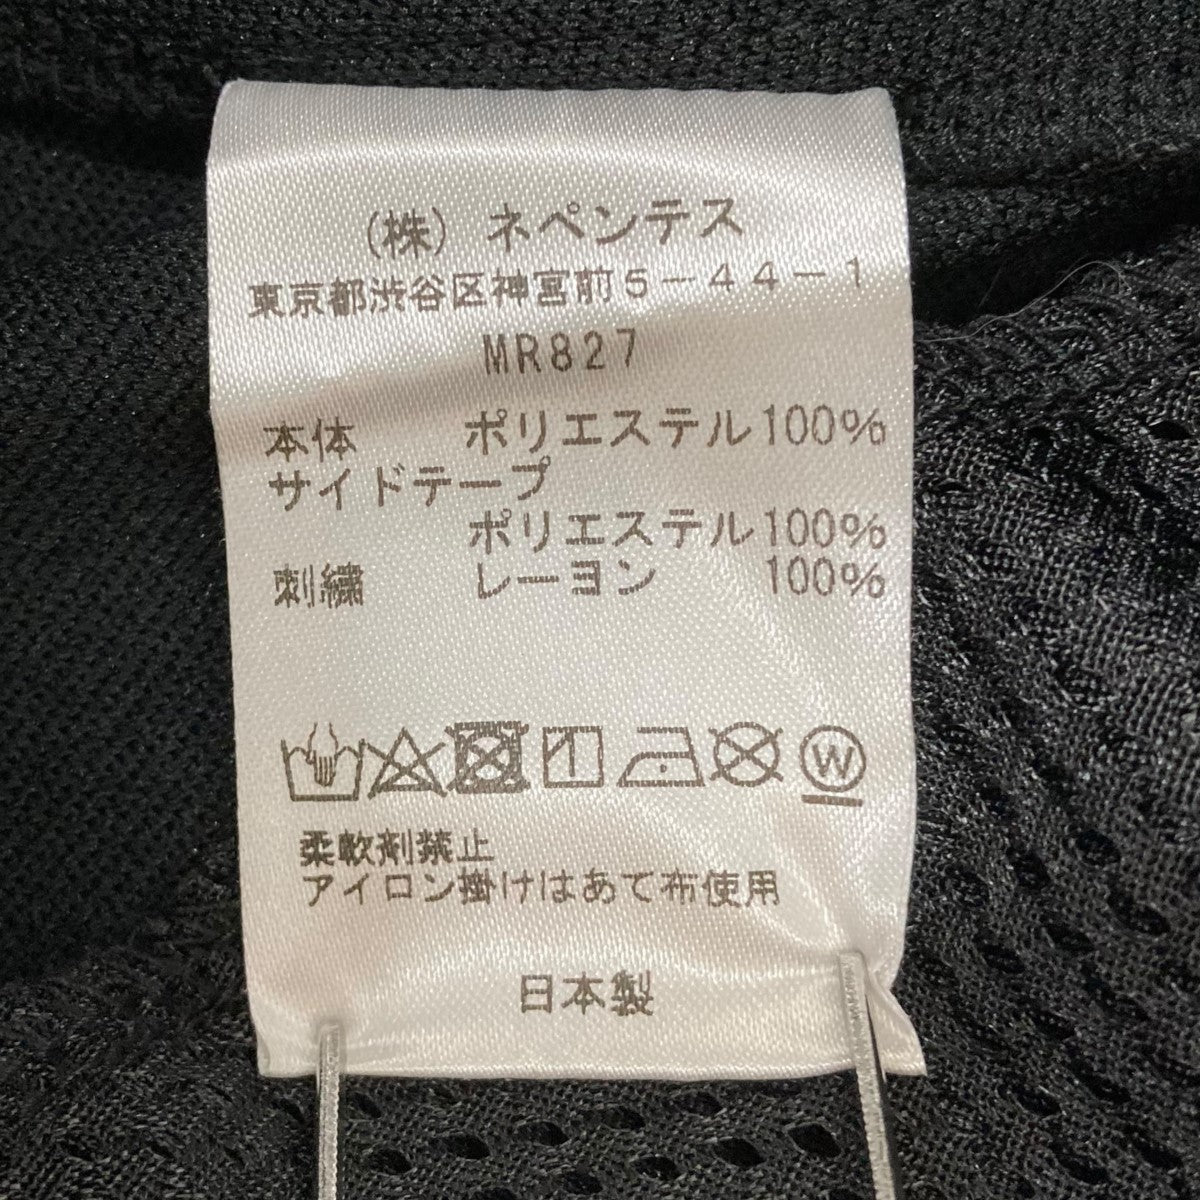 (株) ネペンテス
東京都渋谷区神宮前5-44-1
MR827
本体 ポリエステル100%
サイドテープ
ポリエステル100%
刺繍 レーヨン 100%
W
柔軟剤禁止
アイロン掛けはあて布使用
日本製